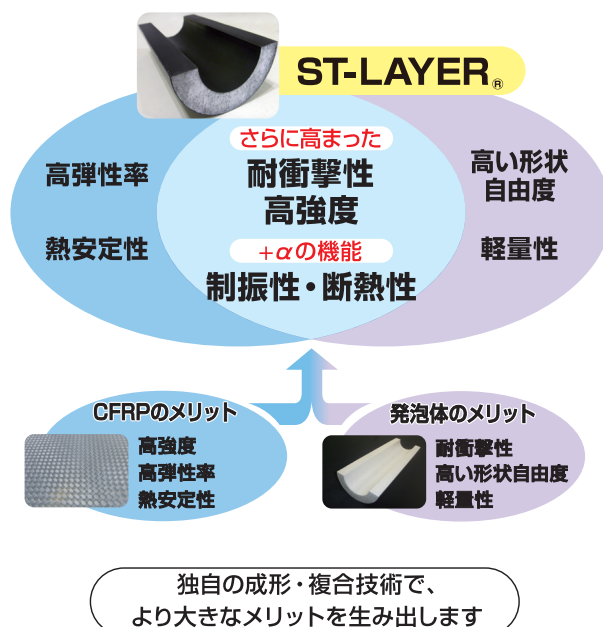 ST-LAYER®
さらに高まった
耐衝撃性
高強度
+αの機能
制振性・断熱性
高弾性率
熱安定性
高い形状
自由度
軽量性
CFRPのメリット
高強度
高弾性率
熱安定性
発泡体のメリット
耐衝撃性
高い形状自由度
軽量性
独自の成形・複合技術で、
より大きなメリットを生み出します